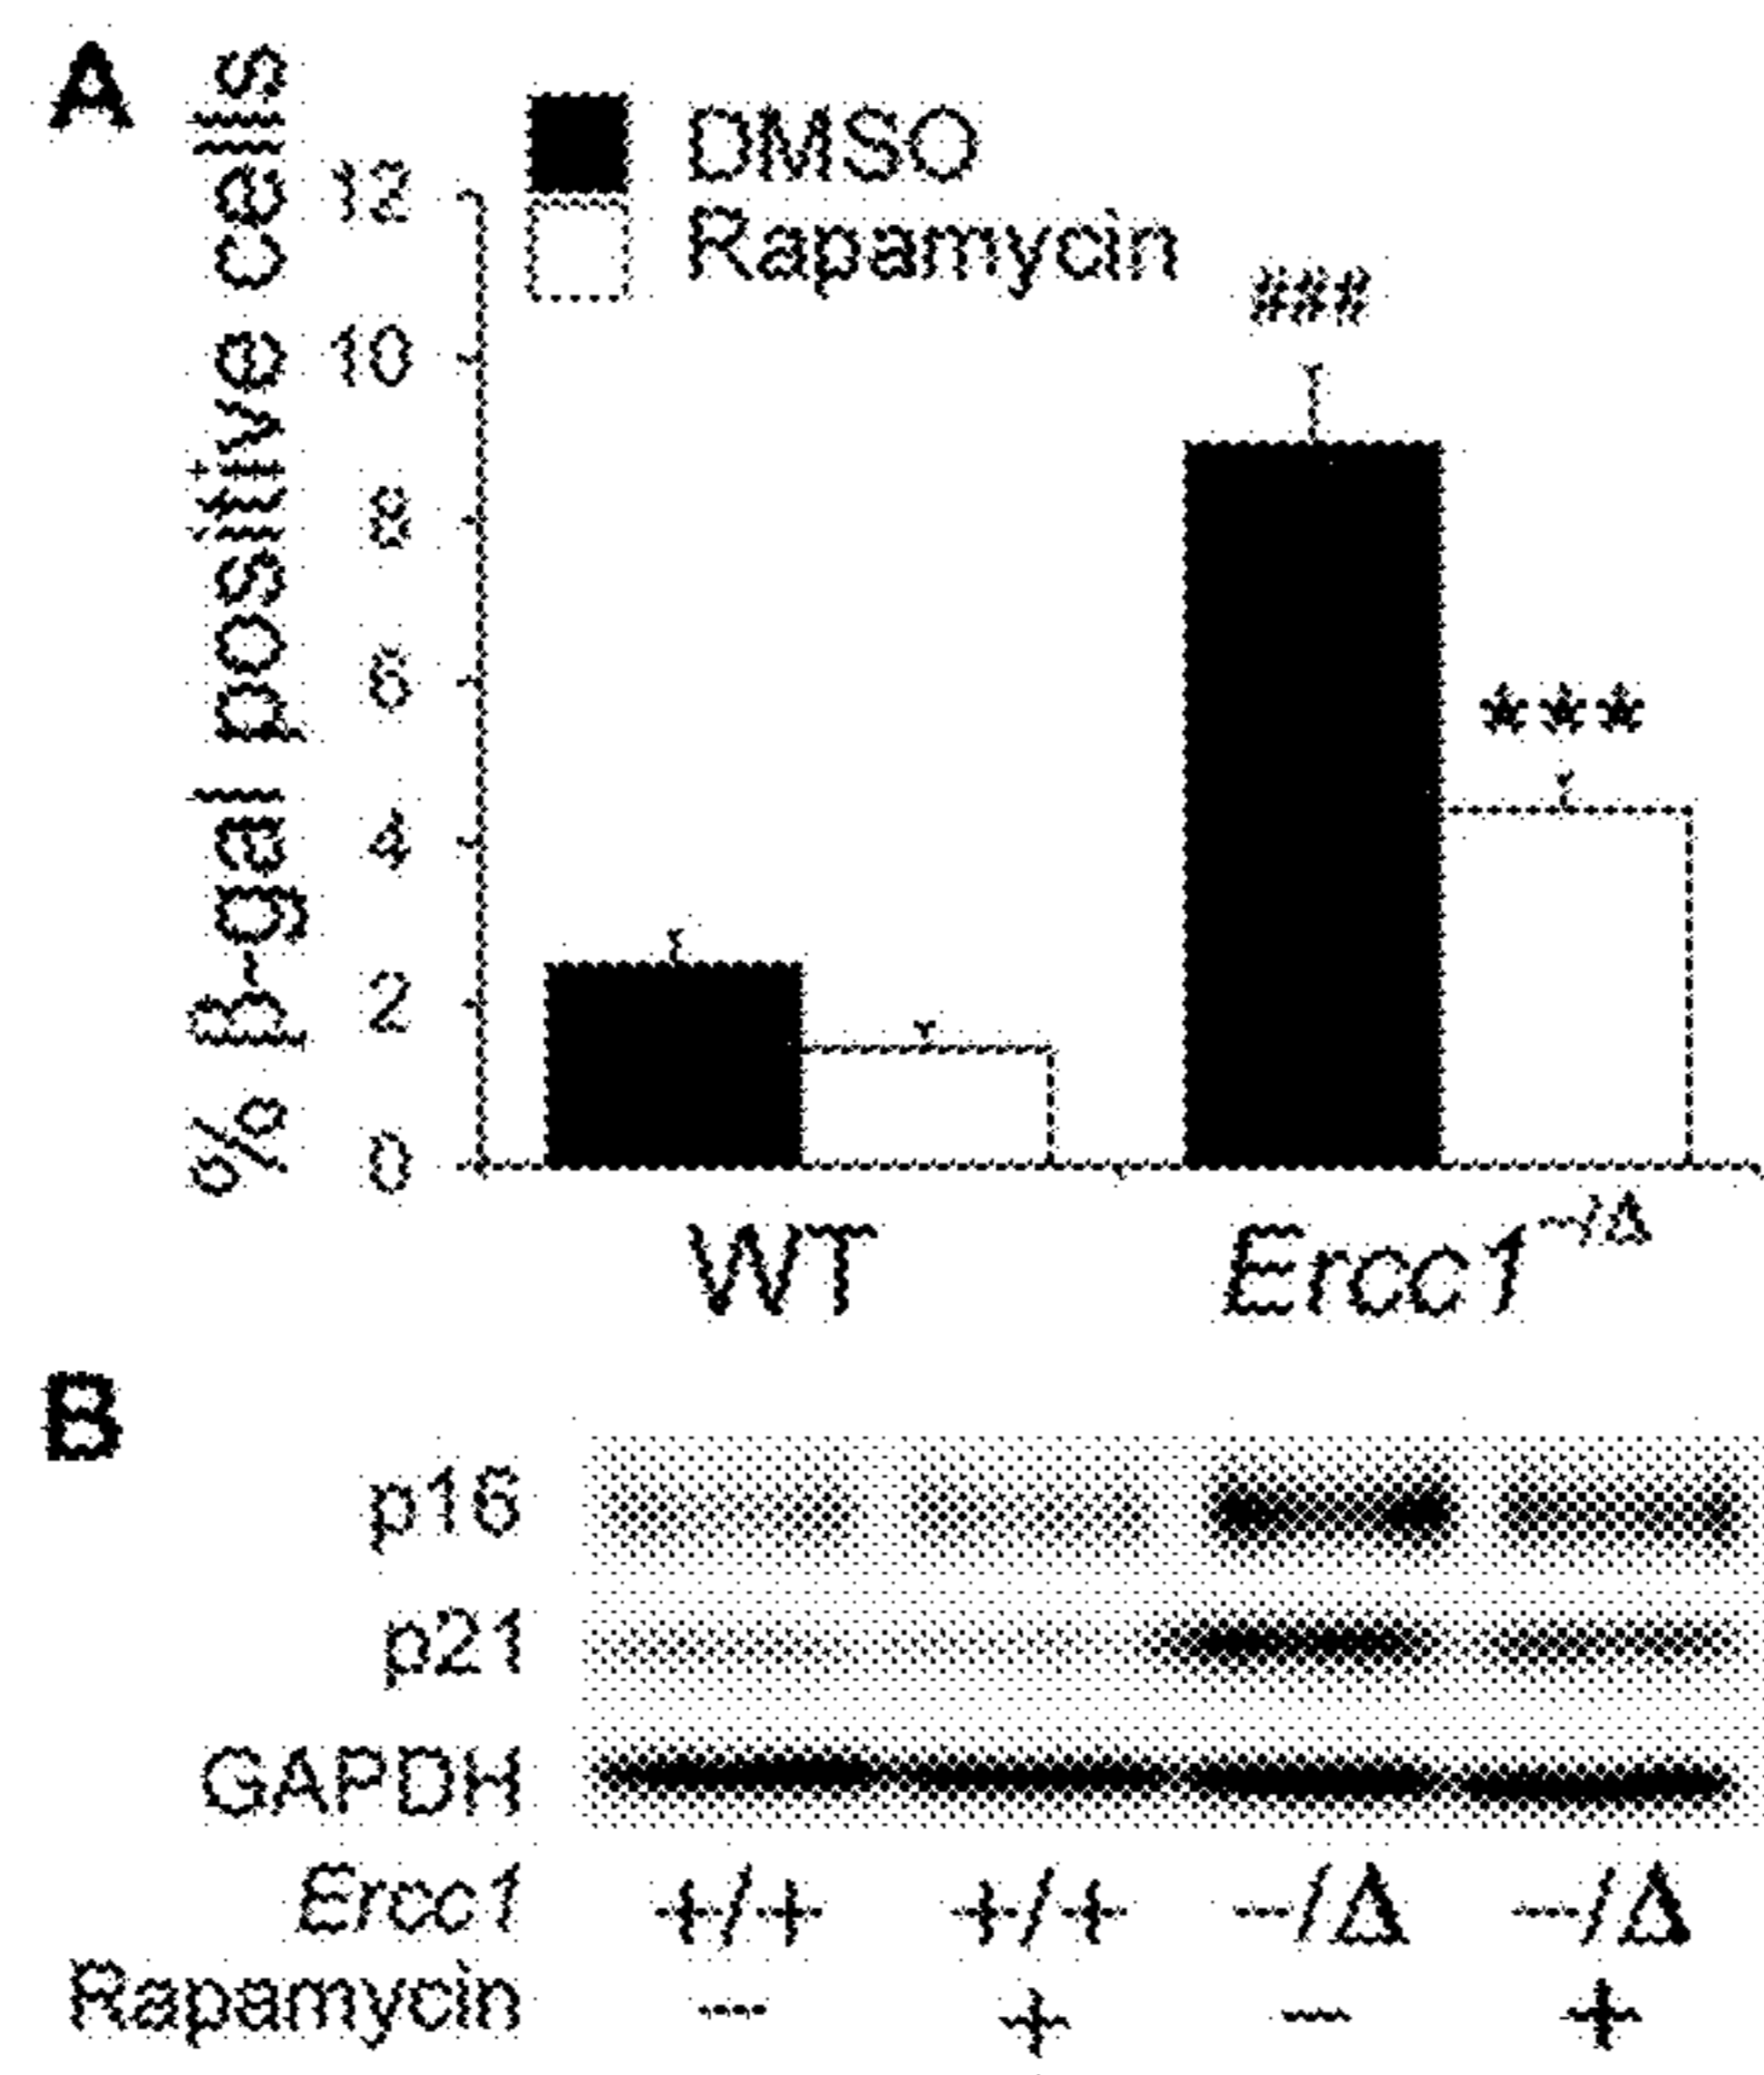 A
% β-gal positive cells
DMSO
Rapamycin
12
10
8
6
4
2
0
###
***
WT
Ercc1⁻/Δ
B
p16
p21
GAPDH
Ercc1 +/+ +/+ −/Δ −/Δ
Rapamycin − + − +